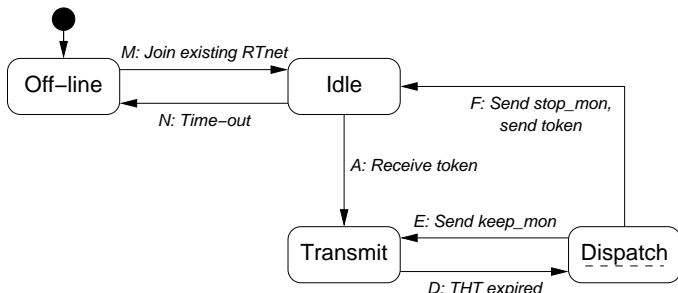 M: Join existing RTnet
Off-line
Idle
N: Time-out
F: Send stop_mon,
send token
A: Receive token
E: Send keep_mon
Transmit
Dispatch
D: THT expired